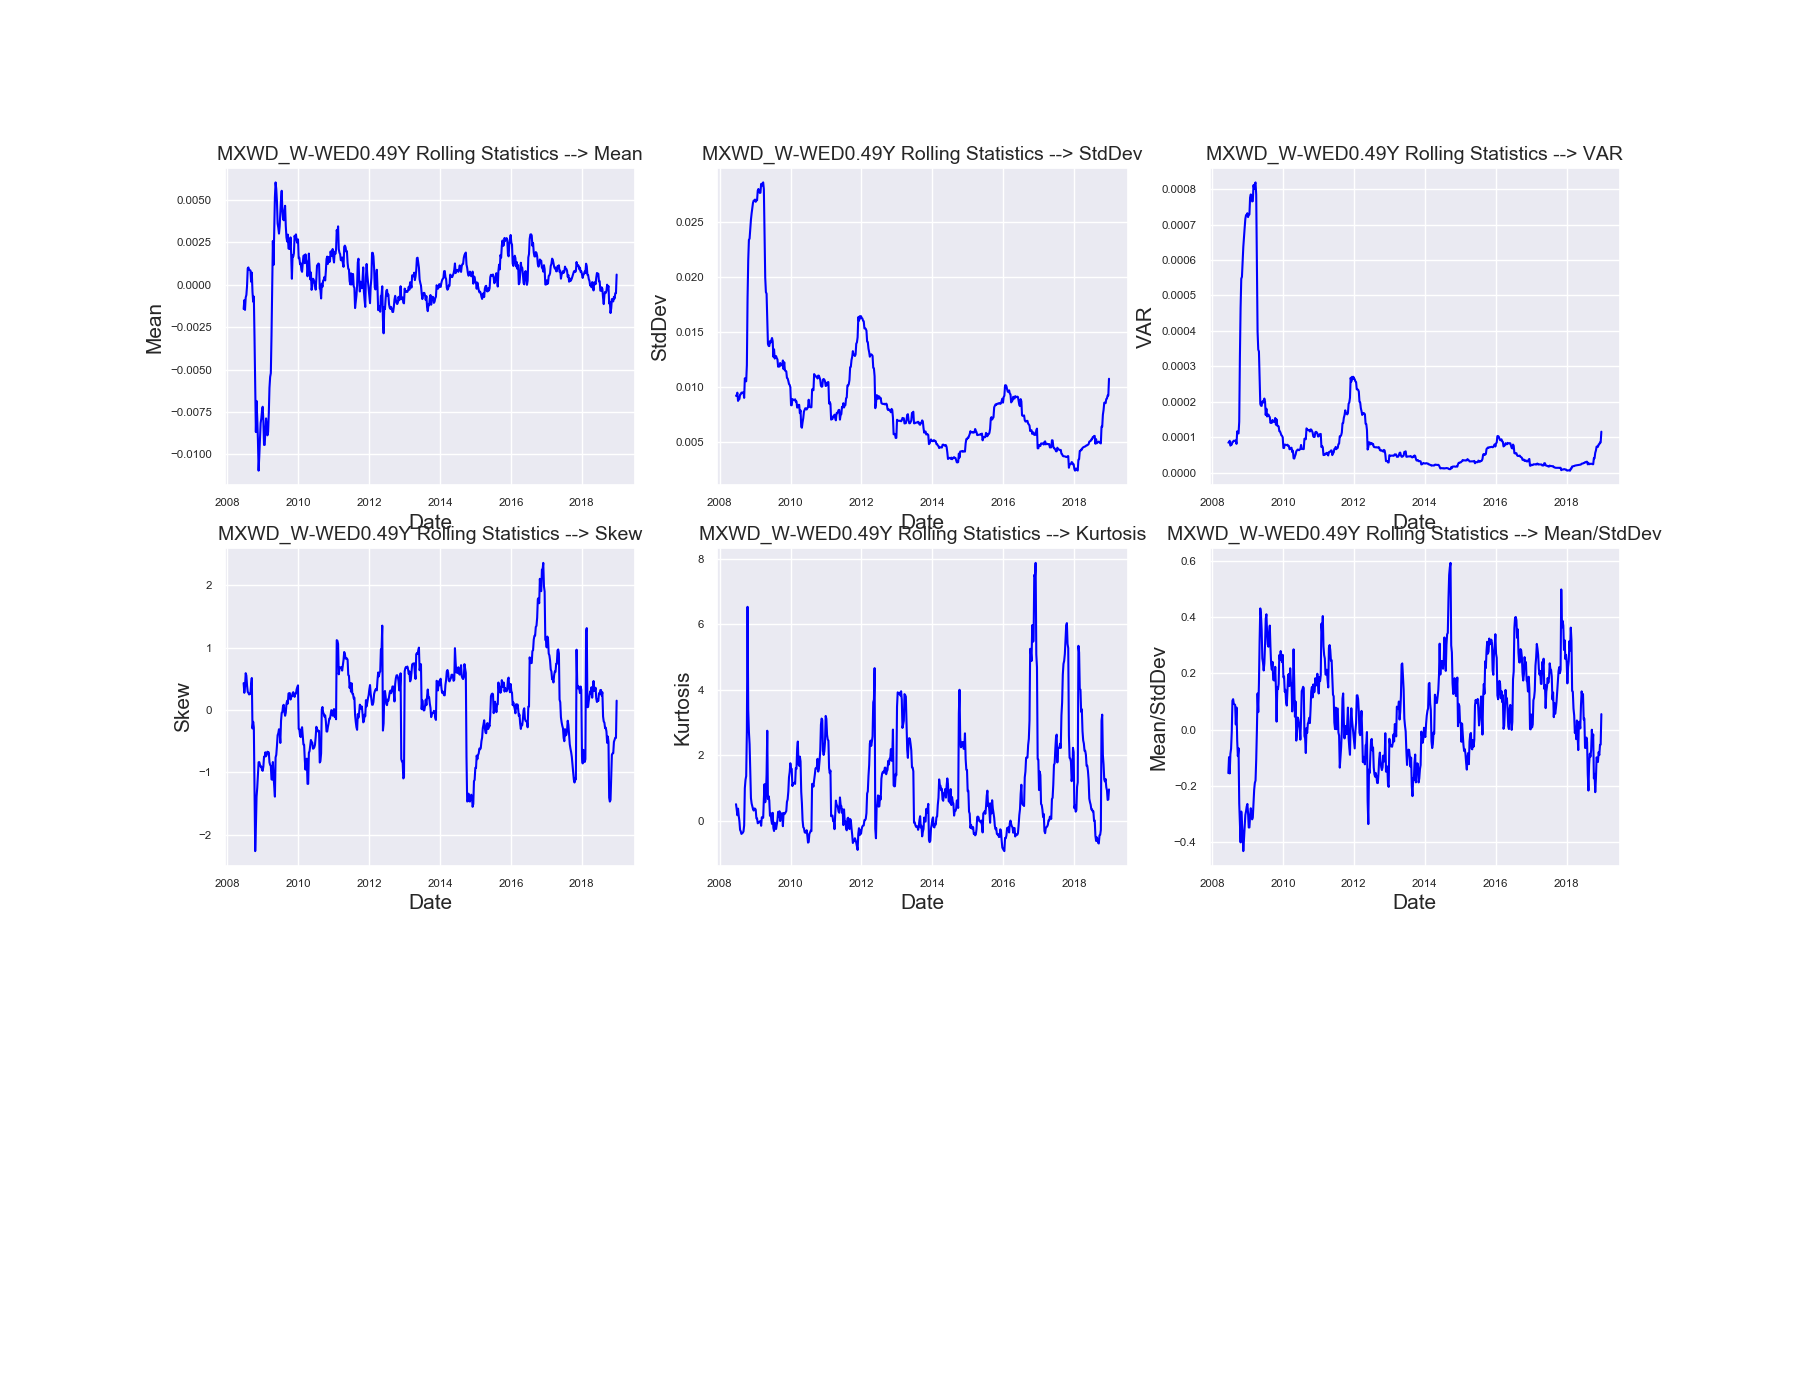 MXWD_W-WED0.49Y Rolling Statistics --> Mean
0.0050
0.0025
0.0000
−0.0025
−0.0050
−0.0075
−0.0100
Mean
2008 2010 2012 2014 2016 2018
Date
MXWD_W-WED0.49Y Rolling Statistics --> StdDev
0.025
0.020
0.015
0.010
0.005
StdDev
2008 2010 2012 2014 2016 2018
Date
MXWD_W-WED0.49Y Rolling Statistics --> VAR
0.0008
0.0007
0.0006
0.0005
0.0004
0.0003
0.0002
0.0001
0.0000
VAR
2008 2010 2012 2014 2016 2018
Date
MXWD_W-WED0.49Y Rolling Statistics --> Skew
2
1
0
−1
−2
Skew
2008 2010 2012 2014 2016 2018
Date
MXWD_W-WED0.49Y Rolling Statistics --> Kurtosis
8
6
4
2
0
Kurtosis
2008 2010 2012 2014 2016 2018
Date
MXWD_W-WED0.49Y Rolling Statistics --> Mean/StdDev
0.6
0.4
0.2
0.0
−0.2
−0.4
Mean/StdDev
2008 2010 2012 2014 2016 2018
Date